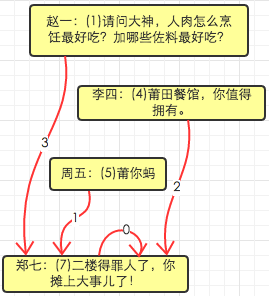 赵一：(1)请问大神，人肉怎么烹
饪最好吃？加哪些佐料最好吃？
李四：(4)莆田餐馆，你值得
拥有。
3
周五：(5)莆你蚂
2
1
0
郑七：(7)二楼得罪人了，你
摊上大事儿了！